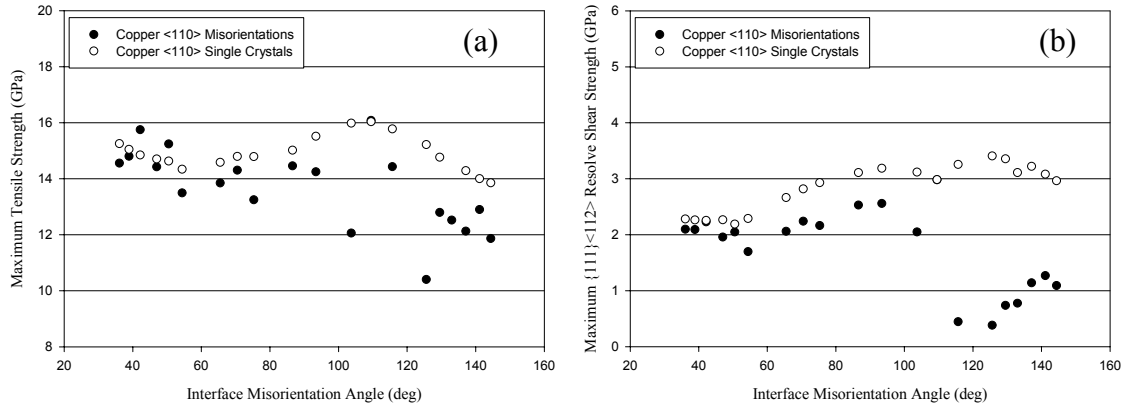 20
18
16
14
12
10
8
Maximum Tensile Strength (GPa)
Copper <110> Misorientations
Copper <110> Single Crystals
(a)
20 40 60 80 100 120 140 160
Interface Misorientation Angle (deg)
6
5
4
3
2
1
0
Maximum {111}<112> Resolve Shear Strength (GPa)
Copper <110> Misorientations
Copper <110> Single Crystals
(b)
20 40 60 80 100 120 140 160
Interface Misorientation Angle (deg)